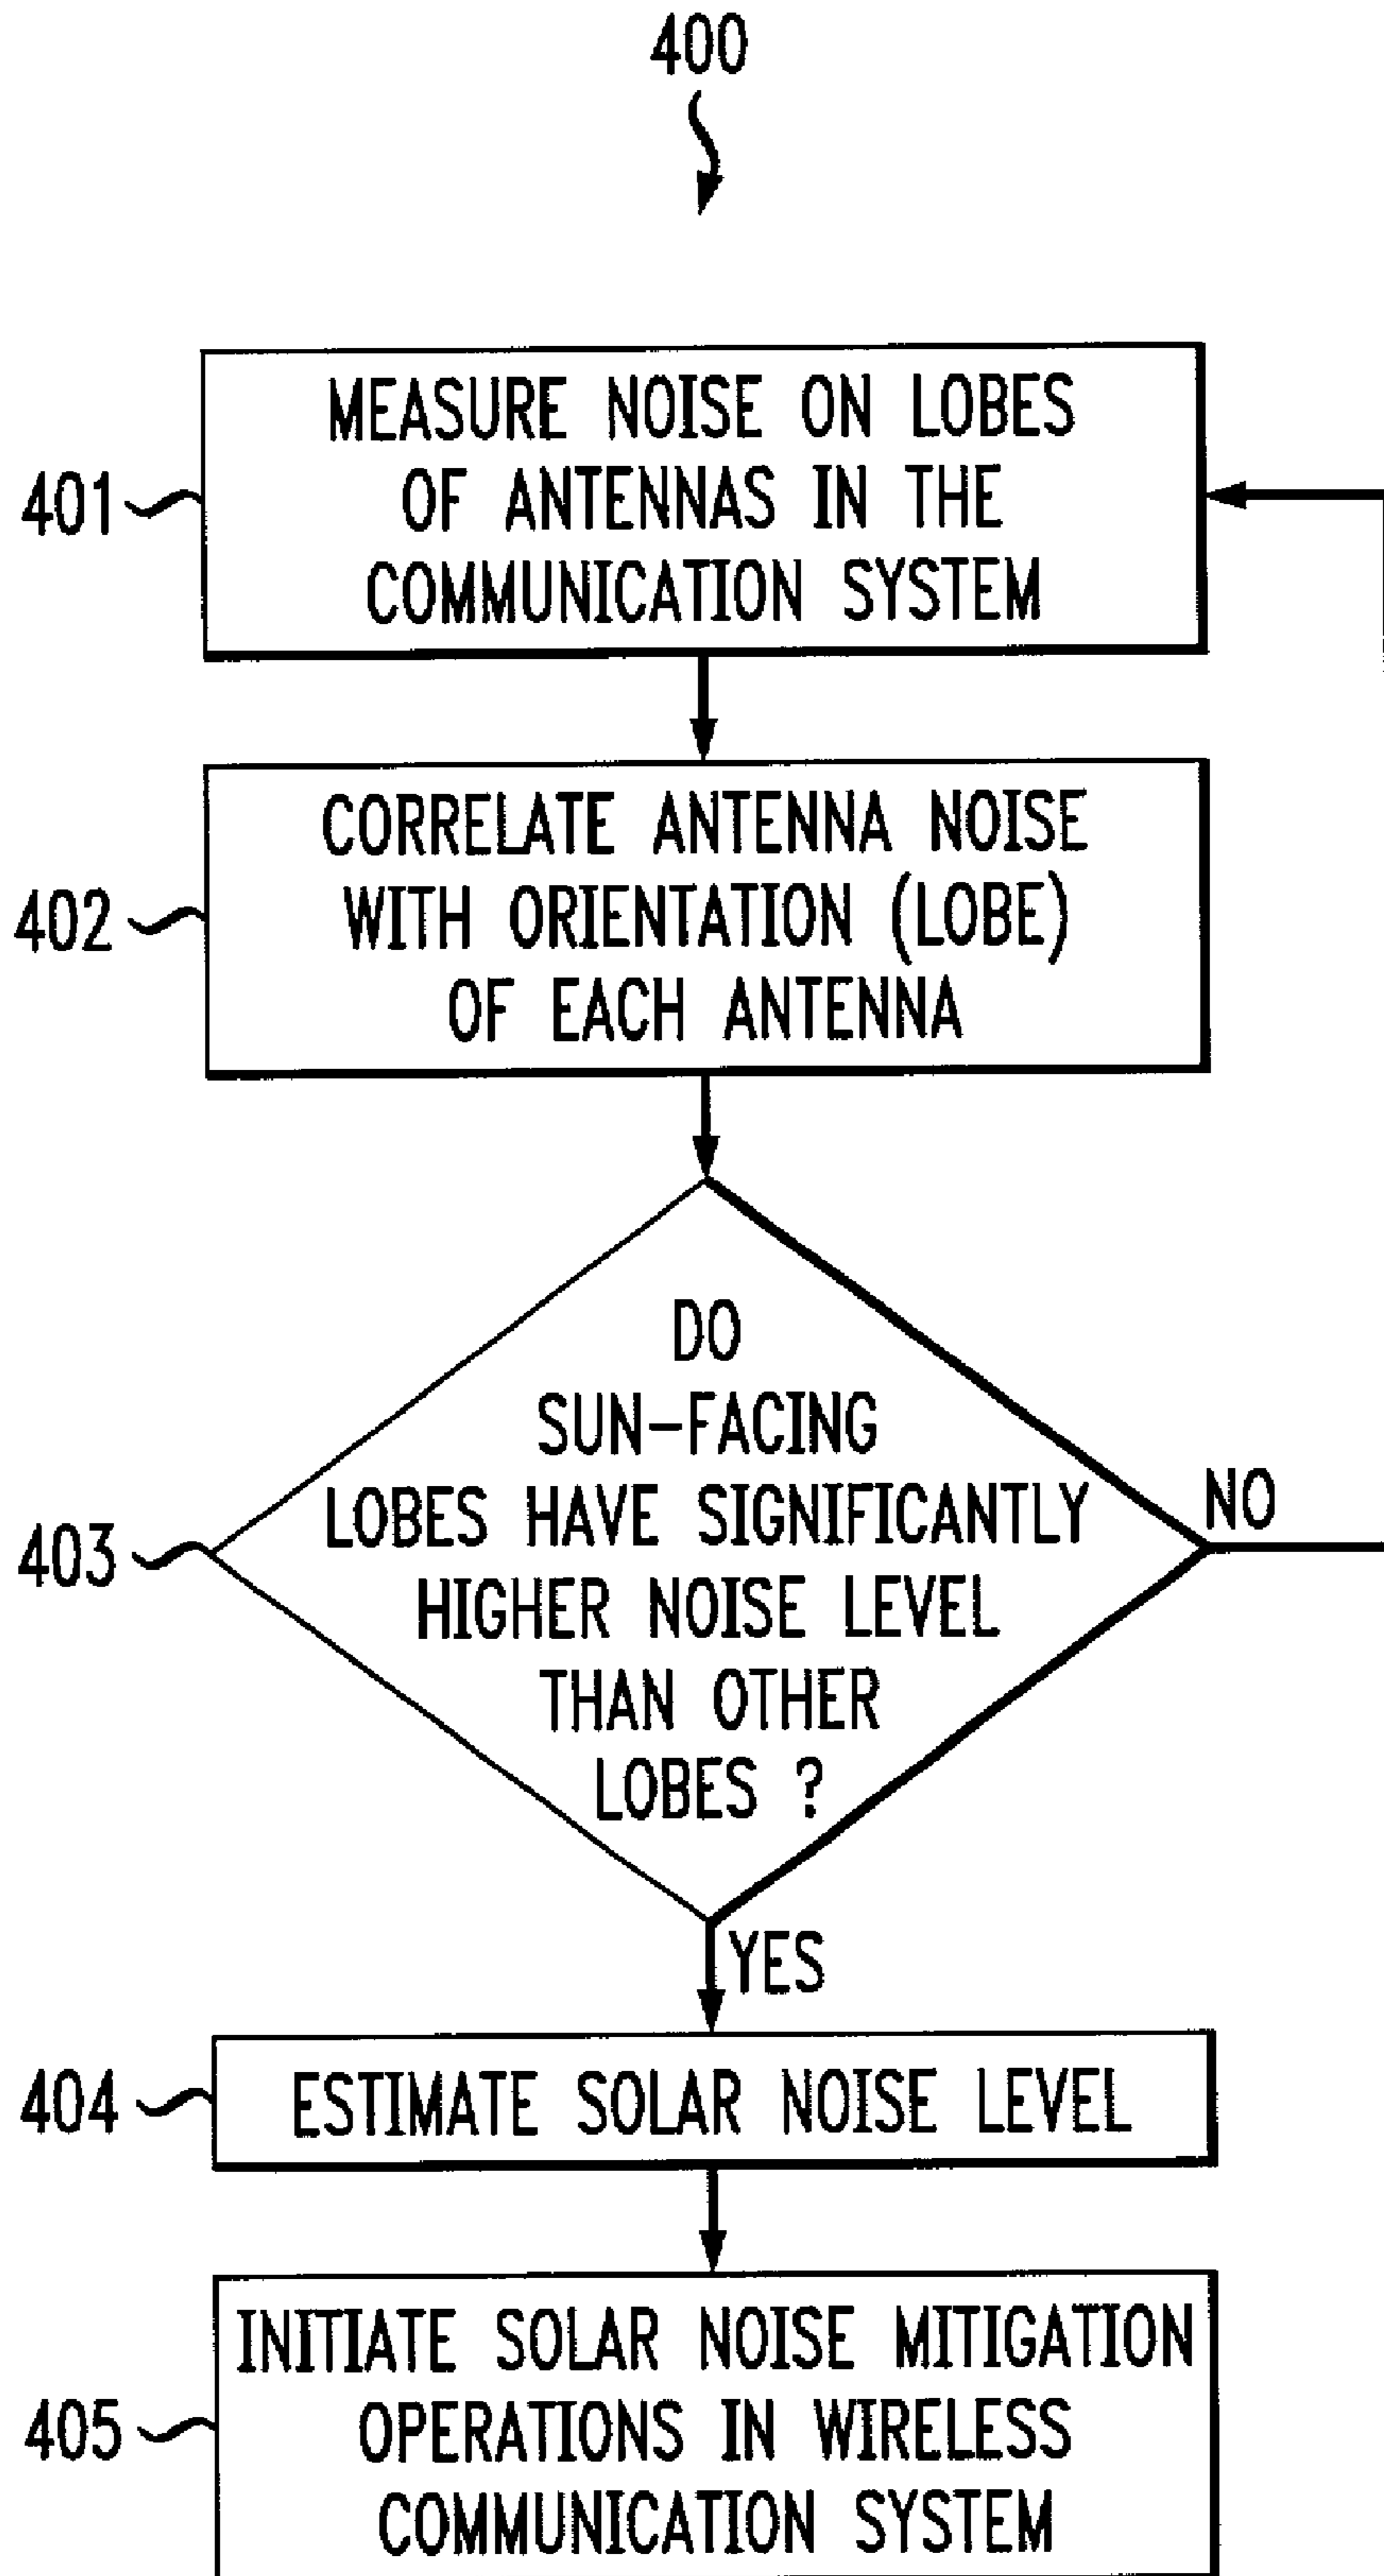 400
MEASURE NOISE ON LOBES
OF ANTENNAS IN THE
COMMUNICATION SYSTEM
401
CORRELATE ANTENNA NOISE
WITH ORIENTATION (LOBE)
OF EACH ANTENNA
402
DO
SUN-FACING
LOBES HAVE SIGNIFICANTLY
HIGHER NOISE LEVEL
THAN OTHER
LOBES ?
403
NO
YES
404
ESTIMATE SOLAR NOISE LEVEL
INITIATE SOLAR NOISE MITIGATION
OPERATIONS IN WIRELESS
COMMUNICATION SYSTEM
405